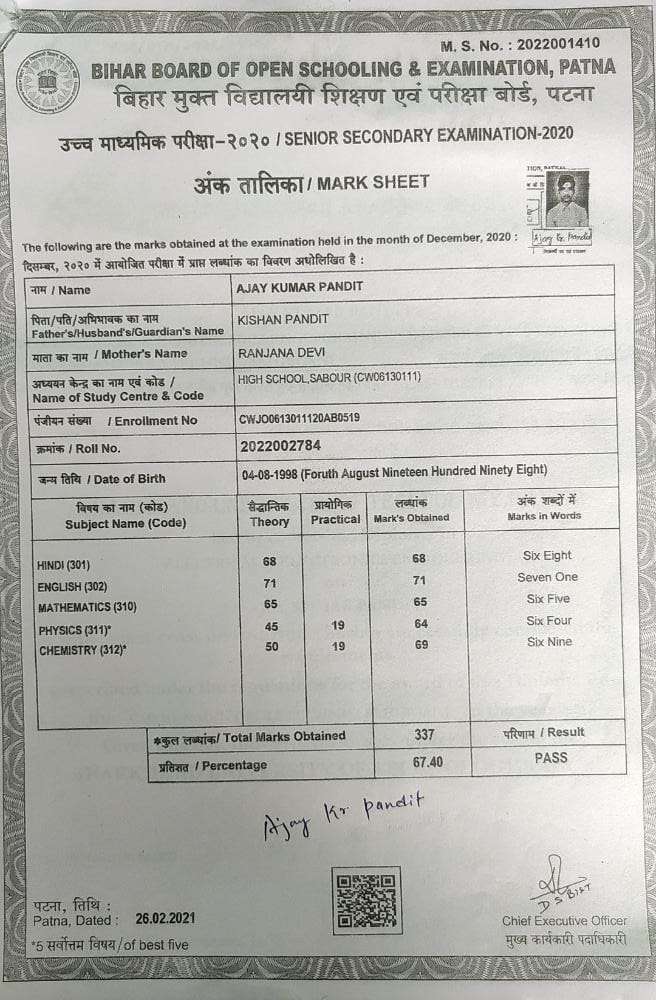 M. S. No. : 2022001410
BIHAR BOARD OF OPEN SCHOOLING & EXAMINATION, PATNA
बिहार मुक्त विद्यालयी शिक्षण एवं परीक्षा बोर्ड, पटना
उच्च माध्यमिक परीक्षा-२०२० / SENIOR SECONDARY EXAMINATION-2020
अंक तालिका/ MARK SHEET
Ajay Kr. Pandit
The following are the marks obtained at the examination held in the month of December, 2020 :
दिसम्बर, २०२० में आयोजित परीक्षा में प्राप्त लब्धांक का विवरण अधोलिखित है :
नाम / Name AJAY KUMAR PANDIT
पिता/पति/अभिभावक का नाम
Father's/Husband's/Guardian's Name KISHAN PANDIT
माता का नाम / Mother's Name RANJANA DEVI
अध्ययन केन्द्र का नाम एवं कोड /
Name of Study Centre & Code HIGH SCHOOL,SABOUR (CW06130111)
पंजीयन संख्या / Enrollment No CWJO0613011120AB0519
क्रमांक / Roll No. 2022002784
जन्म तिथि / Date of Birth 04-08-1998 (Foruth August Nineteen Hundred Ninety Eight)
विषय का नाम (कोड) सैद्धान्तिक प्रायोगिक लब्धांक अंक शब्दों में
Subject Name (Code) Theory Practical Mark's Obtained Marks in Words
HINDI (301) 68 68 Six Eight
ENGLISH (302) 71 71 Seven One
MATHEMATICS (310) 65 65 Six Five
PHYSICS (311)* 45 19 64 Six Four
CHEMISTRY (312)* 50 19 69 Six Nine
*कुल लब्धांक/ Total Marks Obtained 337 परिणाम / Result
प्रतिशत / Percentage 67.40 PASS
Ajay Kr. Pandit
D S BIST
पटना, तिथि :
Patna, Dated : 26.02.2021
Chief Executive Officer
मुख्य कार्यकारी पदाधिकारी
*5 सर्वोत्तम विषय/of best five